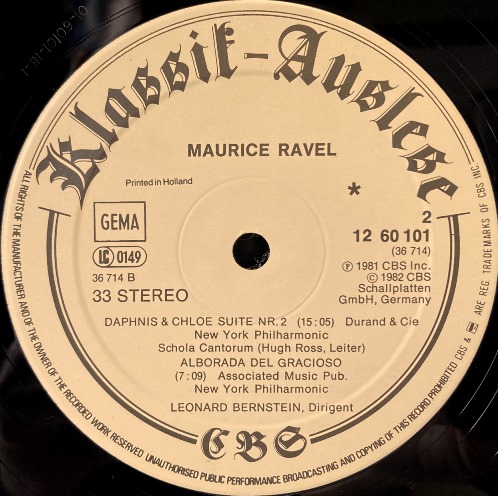 Klassik-Auslese
MAURICE RAVEL
Printed in Holland
*
GEMA
2
12 60 101
(36 714)
LC 0149
36 714 B
33 STEREO
℗ 1981 CBS Inc.
© 1982 CBS
Schallplatten
GmbH, Germany
DAPHNIS & CHLOE SUITE NR. 2 (15:05) Durand & Cie
New York Philharmonic
Schola Cantorum (Hugh Ross, Leiter)
ALBORADA DEL GRACIOSO
(7:09) Associated Music Pub.
New York Philharmonic
LEONARD BERNSTEIN, Dirigent
CBS
ALL RIGHTS OF THE MANUFACTURER AND OF THE OWNER OF THE RECORDED WORK RESERVED UNAUTHORISED PUBLIC PERFORMANCE BROADCASTING AND COPYING OF THIS RECORD PROHIBITED CBS & ARE REG. TRADEMARKS OF CBS INC.